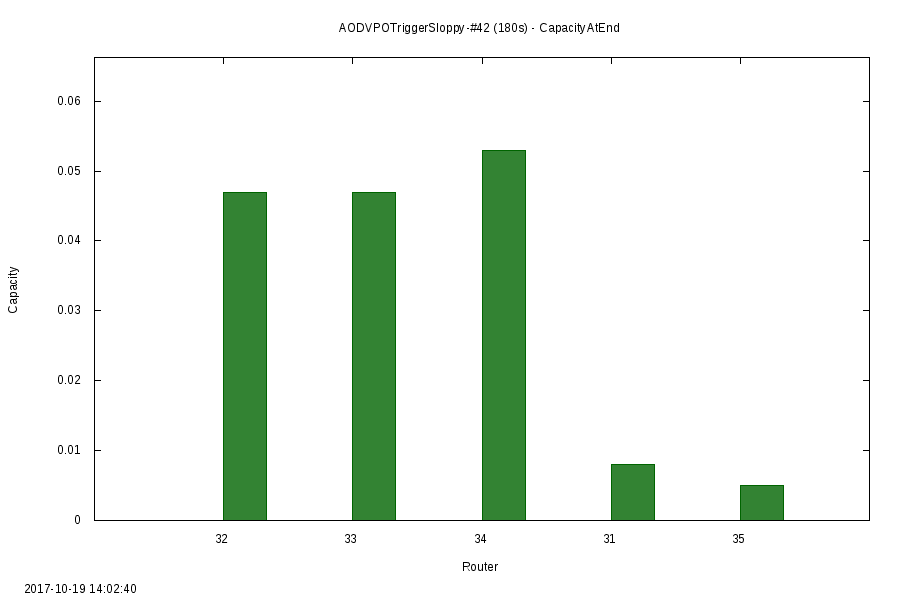 AODVPOTriggerSloppy-#42 (180s) - CapacityAtEnd
0.06
0.05
0.04
0.03
0.02
0.01
0
Capacity
32 33 34 31 35
Router
2017-10-19 14:02:40